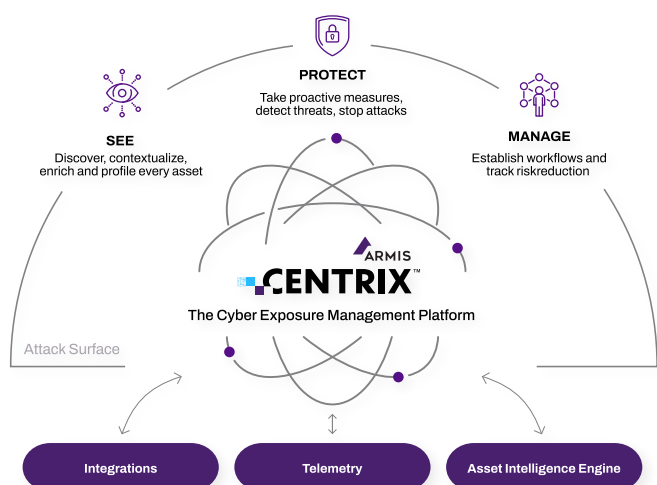 PROTECT
Take proactive measures,
detect threats, stop attacks
SEE
Discover, contextualize,
enrich and profile every asset
MANAGE
Establish workflows and
track riskreduction
ARMIS
CENTRIX™
The Cyber Exposure Management Platform
Attack Surface
Integrations
Telemetry
Asset Intelligence Engine